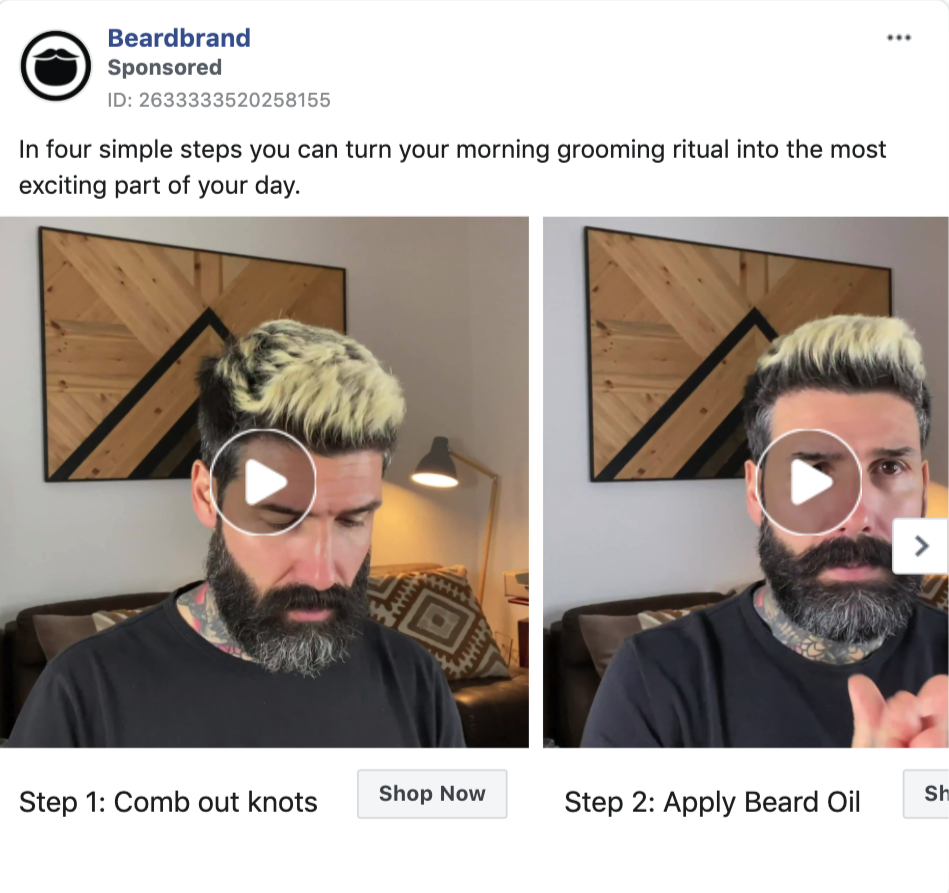 Beardbrand
Sponsored
ID: 2633333520258155
In four simple steps you can turn your morning grooming ritual into the most
exciting part of your day.
Step 1: Comb out knots
Shop Now
Step 2: Apply Beard Oil
Sh